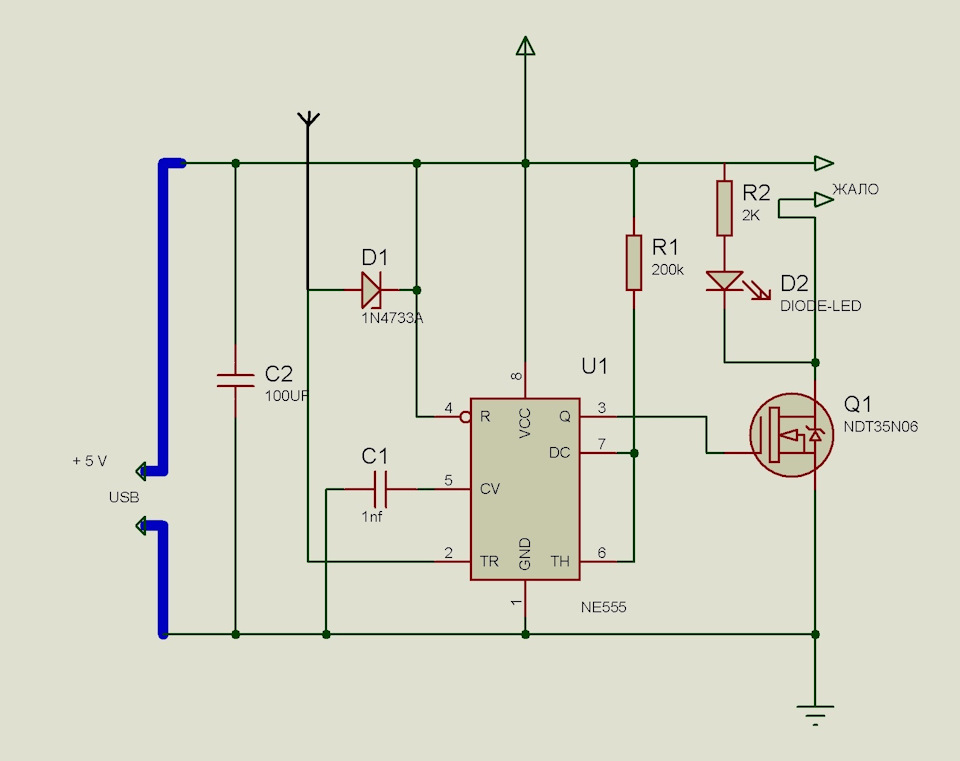 ЖАЛО
R2
2K
R1
200k
D1
1N4733A
D2
DIODE-LED
C2
100UF
U1
8
VCC
4
R
Q
3
Q1
NDT35N06
7
DC
+ 5 V
USB
C1
1nf
5
CV
2
TR
GND
TH
6
1
NE555